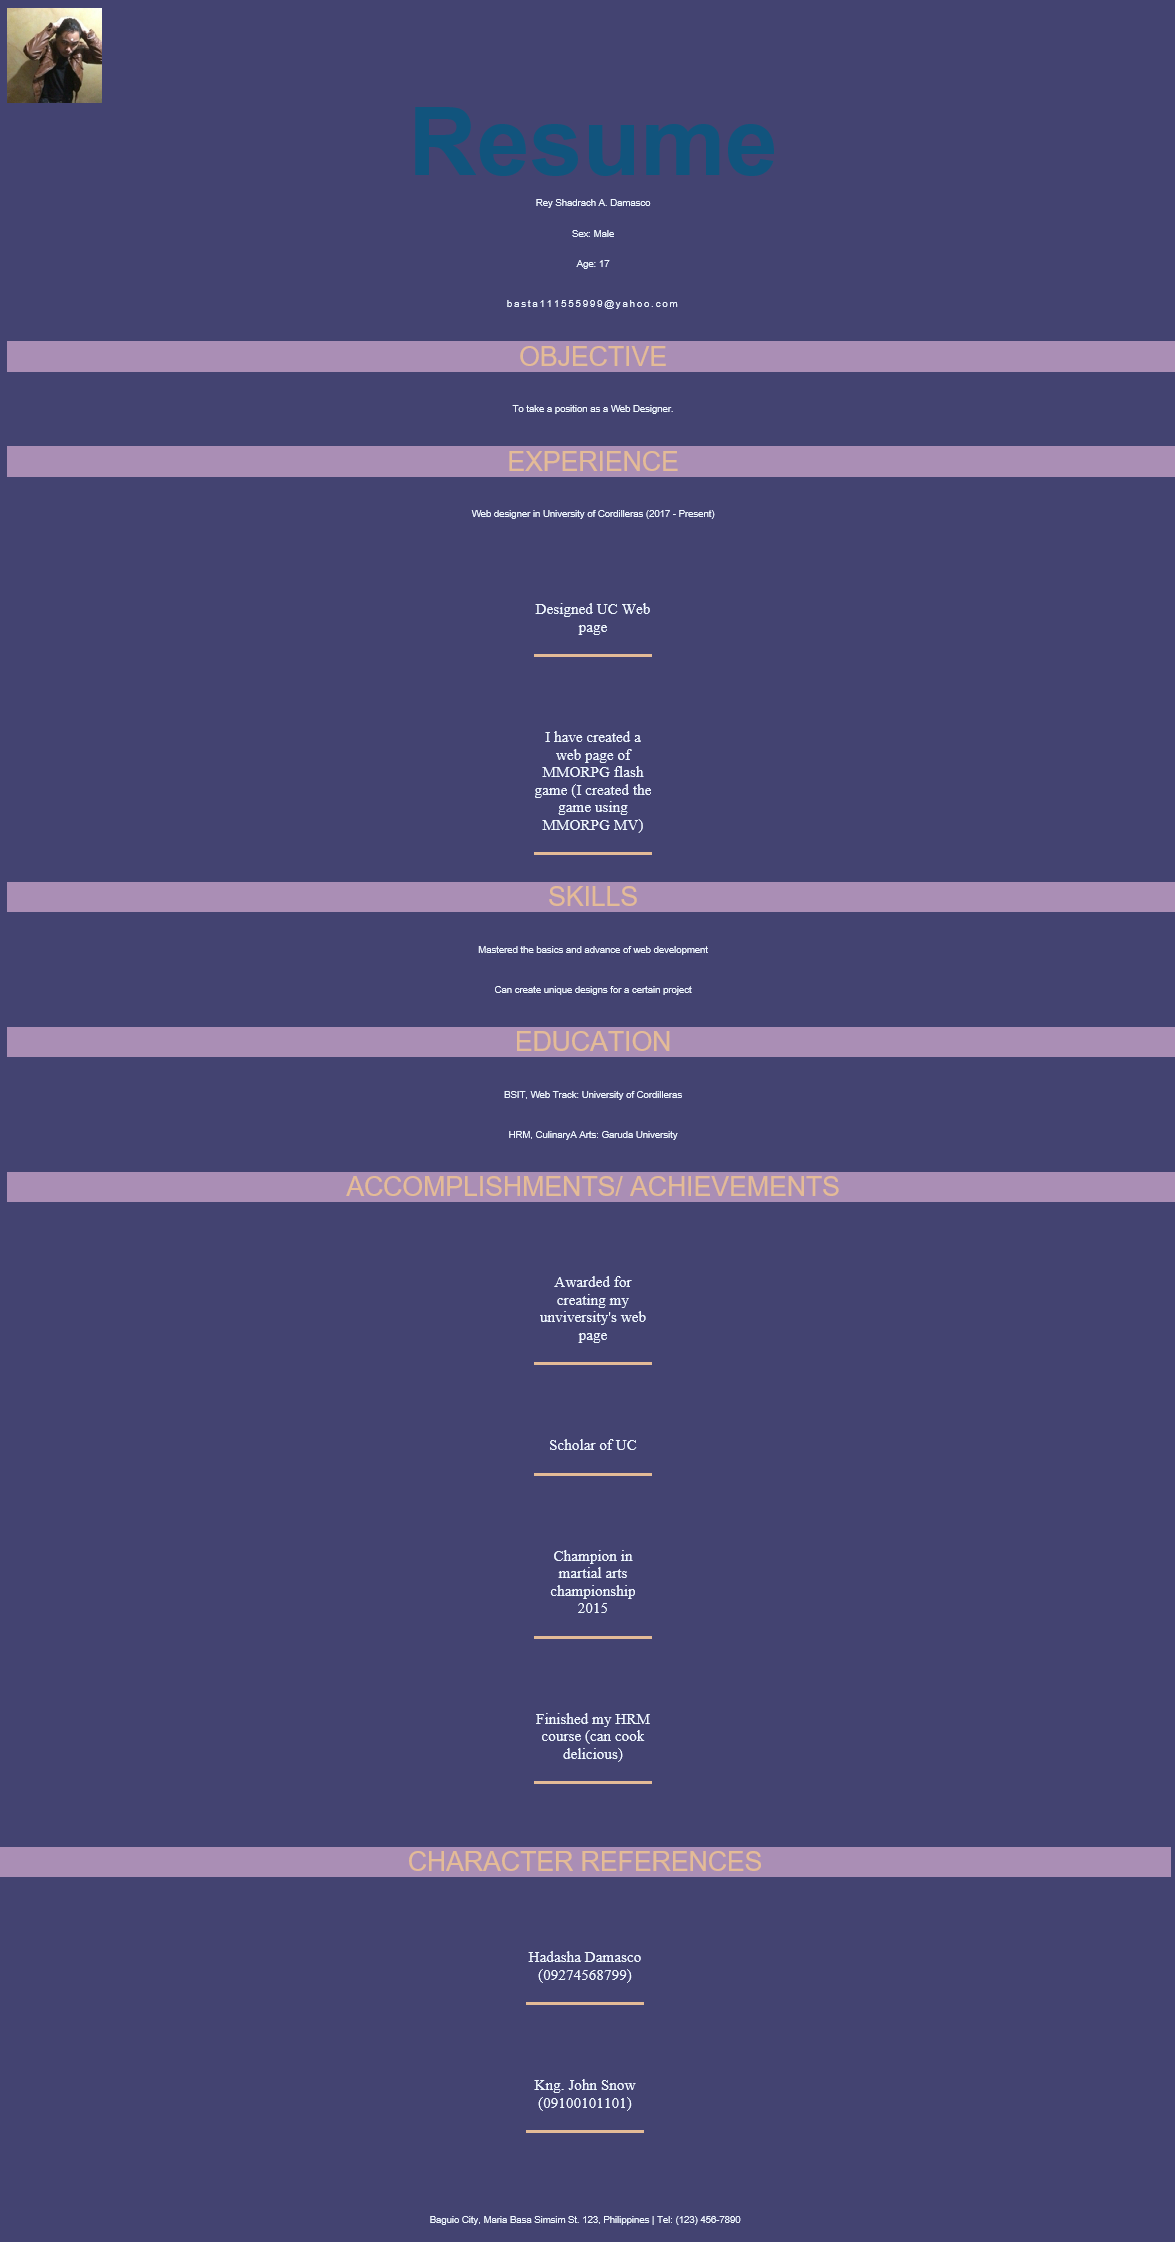 Resume
Rey Shadrach A. Damasco
Sex: Male
Age: 17
basta111555999@yahoo.com
OBJECTIVE
To take a position as a Web Designer.
EXPERIENCE
Web designer in University of Cordilleras (2017 - Present)
Designed UC Web
page
I have created a
web page of
MMORPG flash
game (I created the
game using
MMORPG MV)
SKILLS
Mastered the basics and advance of web development
Can create unique designs for a certain project
EDUCATION
BSIT, Web Track: University of Cordilleras
HRM, CulinaryA Arts: Garuda University
ACCOMPLISHMENTS/ ACHIEVEMENTS
Awarded for
creating my
unviversity's web
page
Scholar of UC
Champion in
martial arts
championship
2015
Finished my HRM
course (can cook
delicious)
CHARACTER REFERENCES
Hadasha Damasco
(09274568799)
Kng. John Snow
(09100101101)
Baguio City, Maria Basa Simsim St. 123, Philippines | Tel: (123) 456-7890